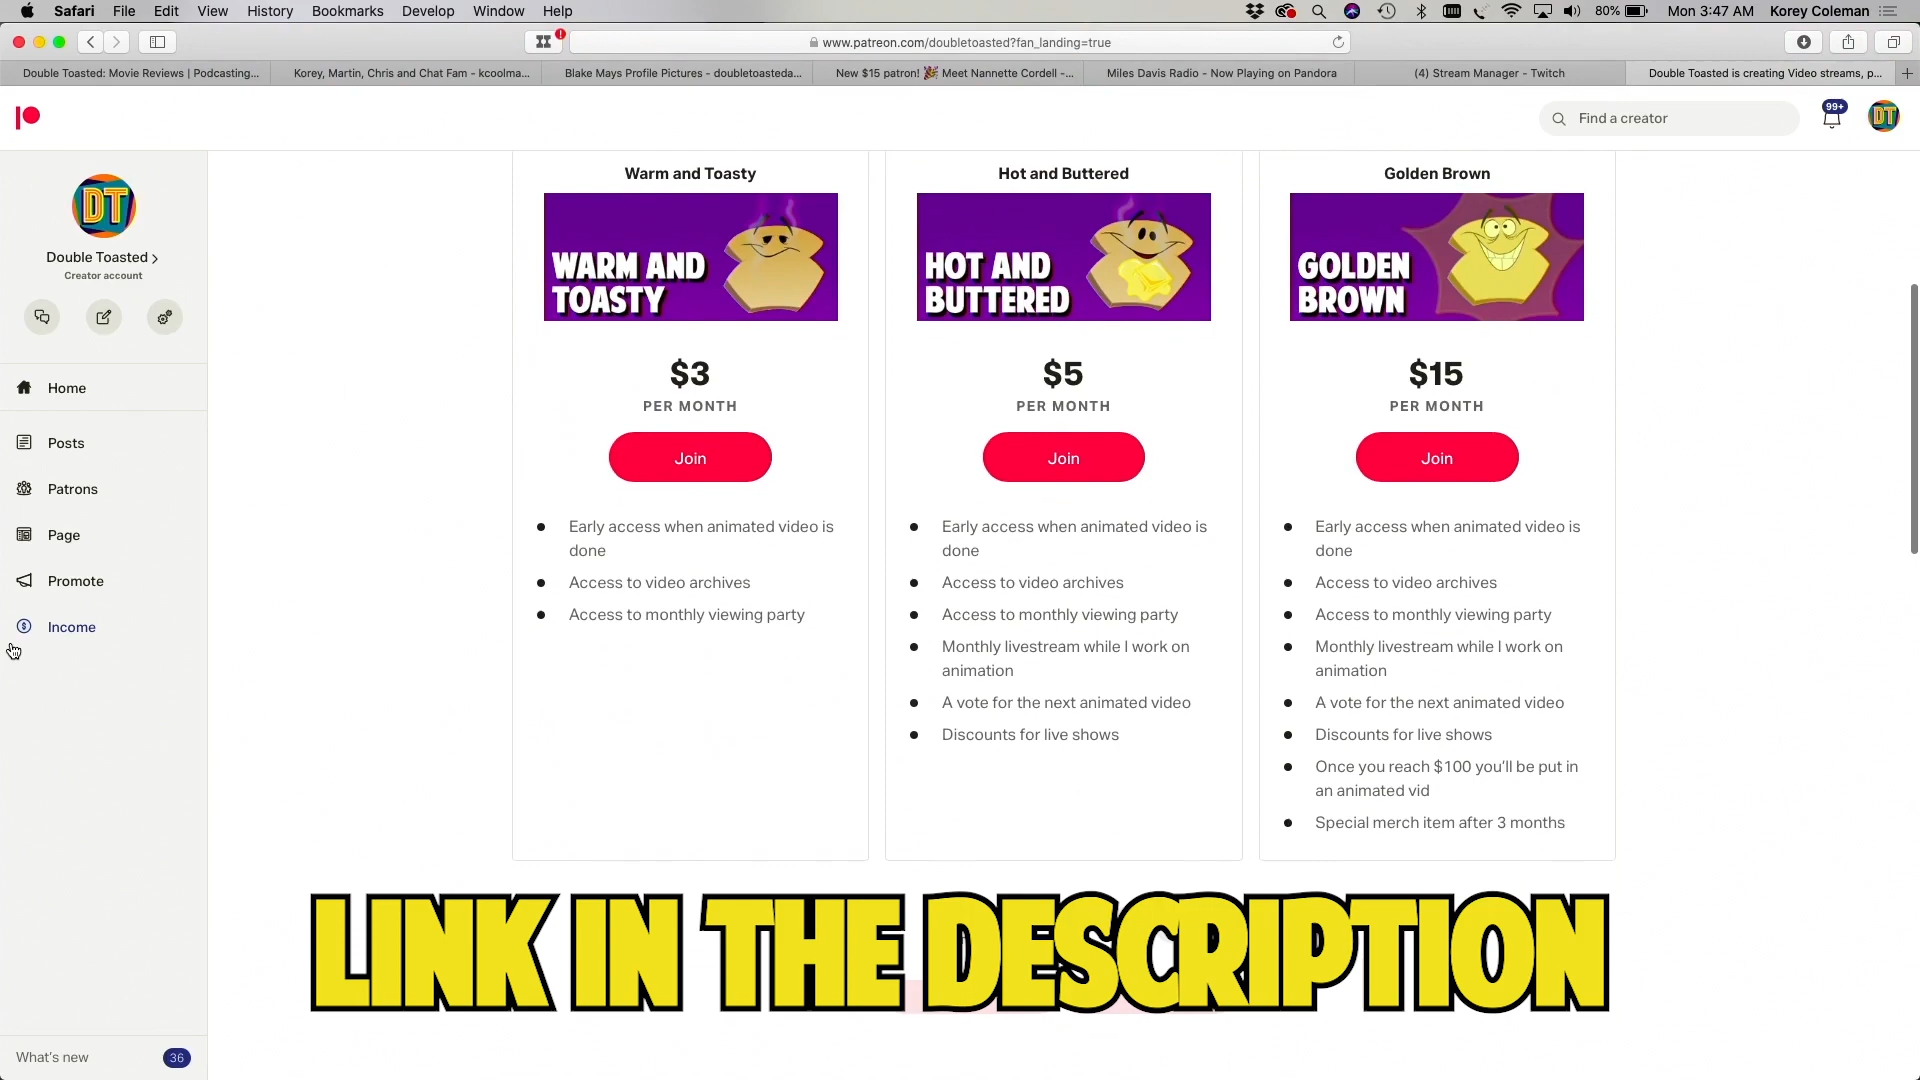 Safari File Edit View History Bookmarks Develop Window Help 80% Mon 3:47 AM Korey Coleman
www.patreon.com/doubletoasted?fan_landing=true
Double Toasted: Movie Reviews | Podcasting...
Korey, Martin, Chris and Chat Fam - kcoolma...
Blake Mays Profile Pictures - doubletoasteda...
New $15 patron! 🎉 Meet Nannette Cordell -...
Miles Davis Radio - Now Playing on Pandora
(4) Stream Manager - Twitch
Double Toasted is creating Video streams, p...
Find a creator
99+
DT
DT
Double Toasted >
Creator account
Home
Posts
Patrons
Page
Promote
Income
What's new 36
Warm and Toasty
WARM AND
TOASTY
$3
PER MONTH
Join
Early access when animated video is
done
Access to video archives
Access to monthly viewing party
Hot and Buttered
HOT AND
BUTTERED
$5
PER MONTH
Join
Early access when animated video is
done
Access to video archives
Access to monthly viewing party
Monthly livestream while I work on
animation
A vote for the next animated video
Discounts for live shows
Golden Brown
GOLDEN
BROWN
$15
PER MONTH
Join
Early access when animated video is
done
Access to video archives
Access to monthly viewing party
Monthly livestream while I work on
animation
A vote for the next animated video
Discounts for live shows
Once you reach $100 you'll be put in
an animated vid
Special merch item after 3 months
LINK IN THE DESCRIPTION